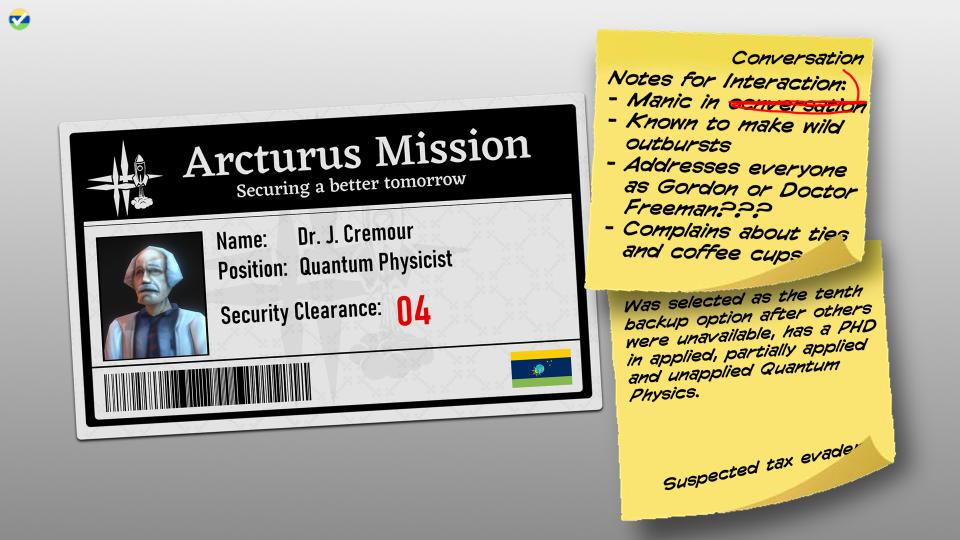 Arcturus Mission
Securing a better tomorrow
Name: Dr. J. Cremour
Position: Quantum Physicist
Security Clearance: 04
Conversation
Notes for Interaction:
- Manic in conversation
- Known to make wild
outbursts
- Addresses everyone
as Gordon or Doctor
Freeman???
- Complains about ties
and coffee cups
Was selected as the tenth
backup option after others
were unavailable, has a PHD
in applied, partially applied
and unapplied Quantum
Physics.
Suspected tax evader